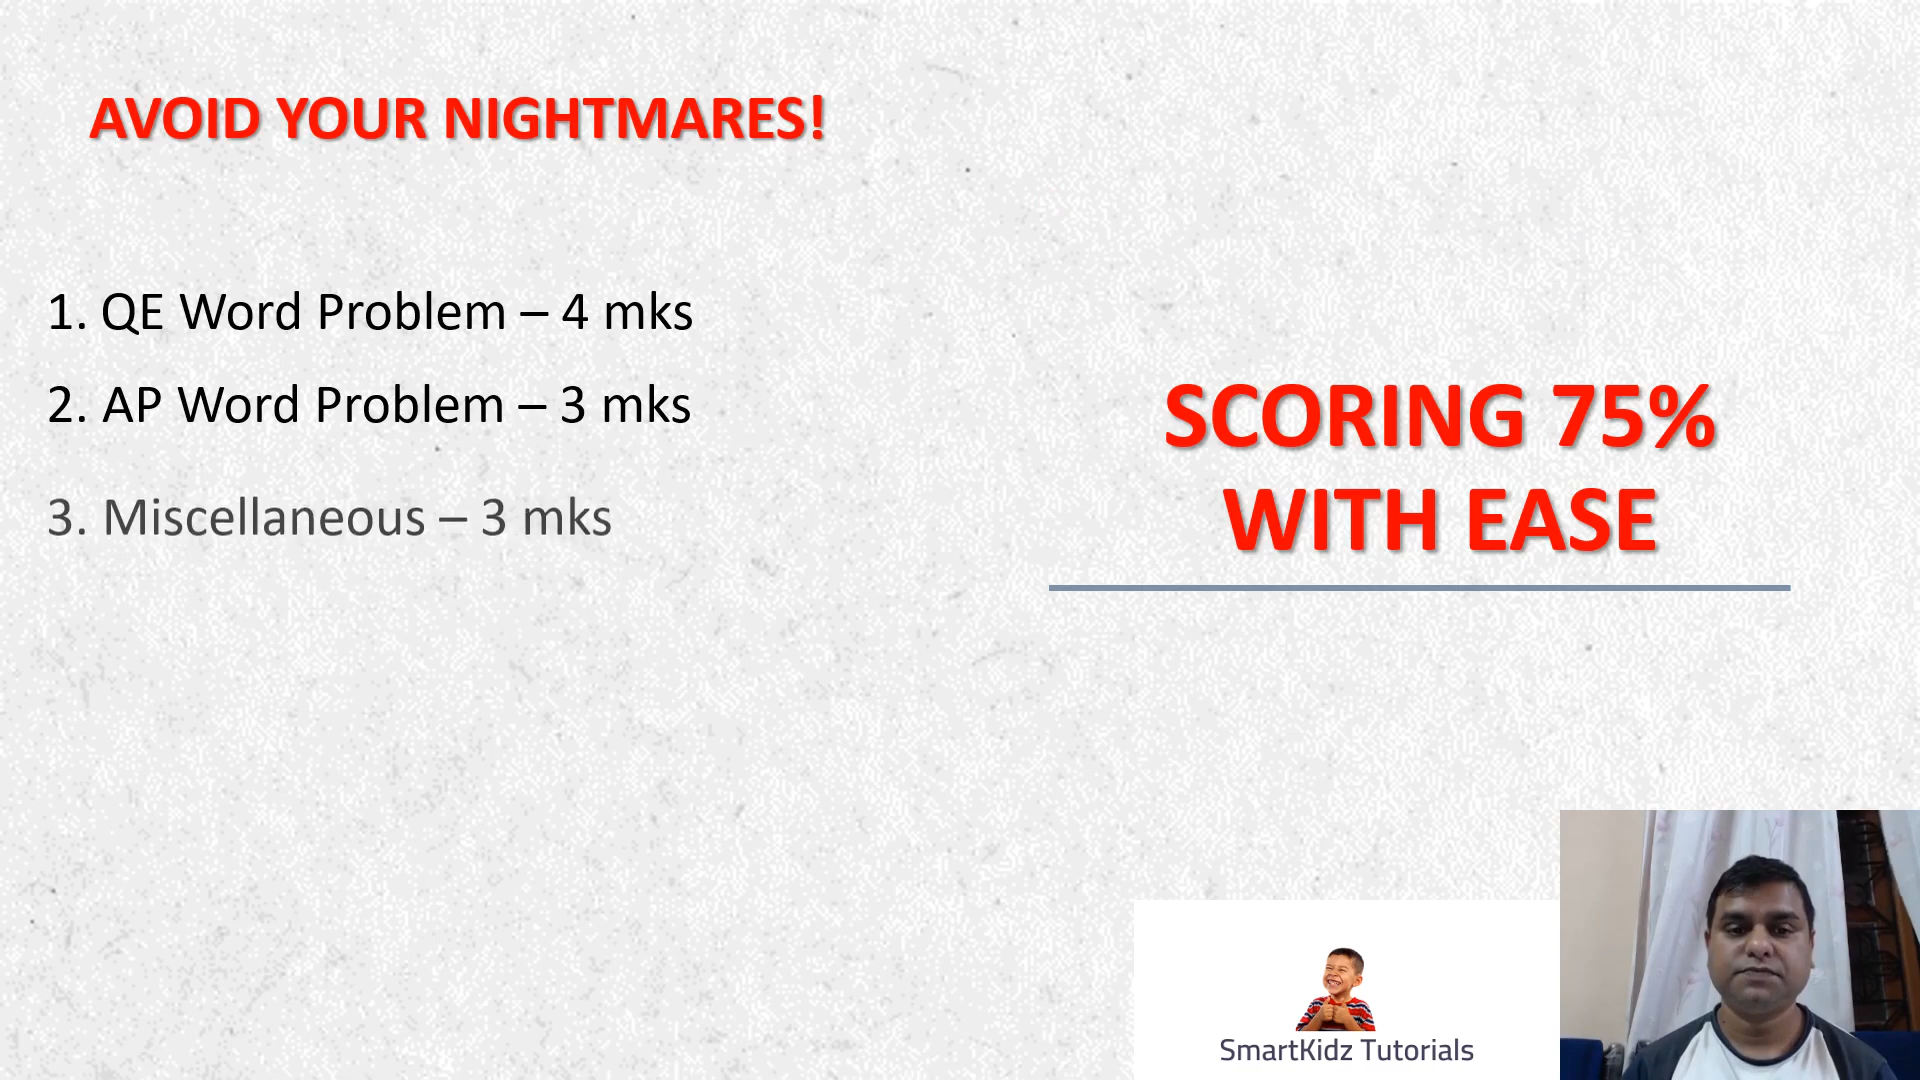 AVOID YOUR NIGHTMARES!
1. QE Word Problem – 4 mks
2. AP Word Problem – 3 mks
3. Miscellaneous – 3 mks
SCORING 75%
WITH EASE
SmartKidz Tutorials